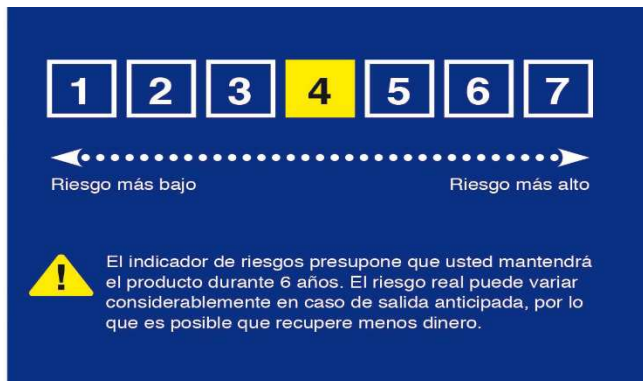 1 2 3 4 5 6 7
Riesgo más bajo Riesgo más alto
!
El indicador de riesgos presupone que usted mantendrá
el producto durante 6 años. El riesgo real puede variar
considerablemente en caso de salida anticipada, por lo
que es posible que recupere menos dinero.